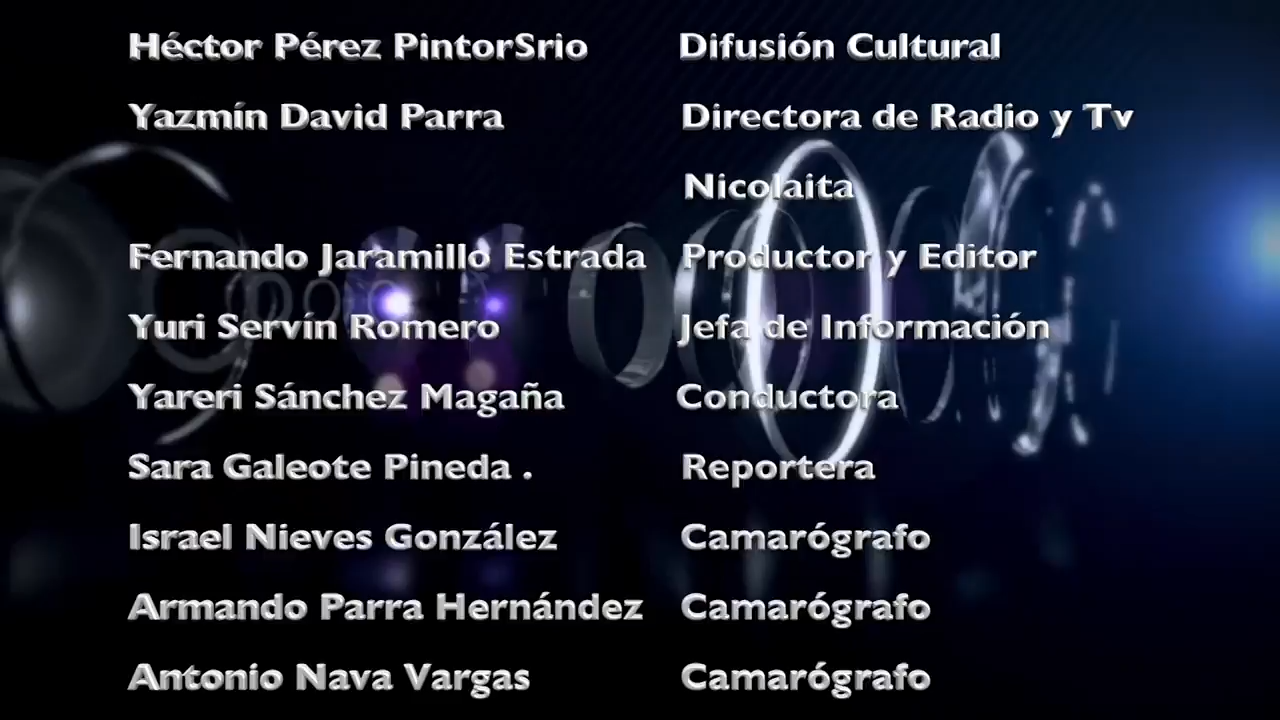 Héctor Pérez PintorSrio Difusión Cultural
Yazmín David Parra Directora de Radio y Tv
Nicolaita
Fernando Jaramillo Estrada Productor y Editor
Yuri Servín Romero Jefa de Información
Yareri Sánchez Magaña Conductora
Sara Galeote Pineda . Reportera
Israel Nieves González Camarógrafo
Armando Parra Hernández Camarógrafo
Antonio Nava Vargas Camarógrafo